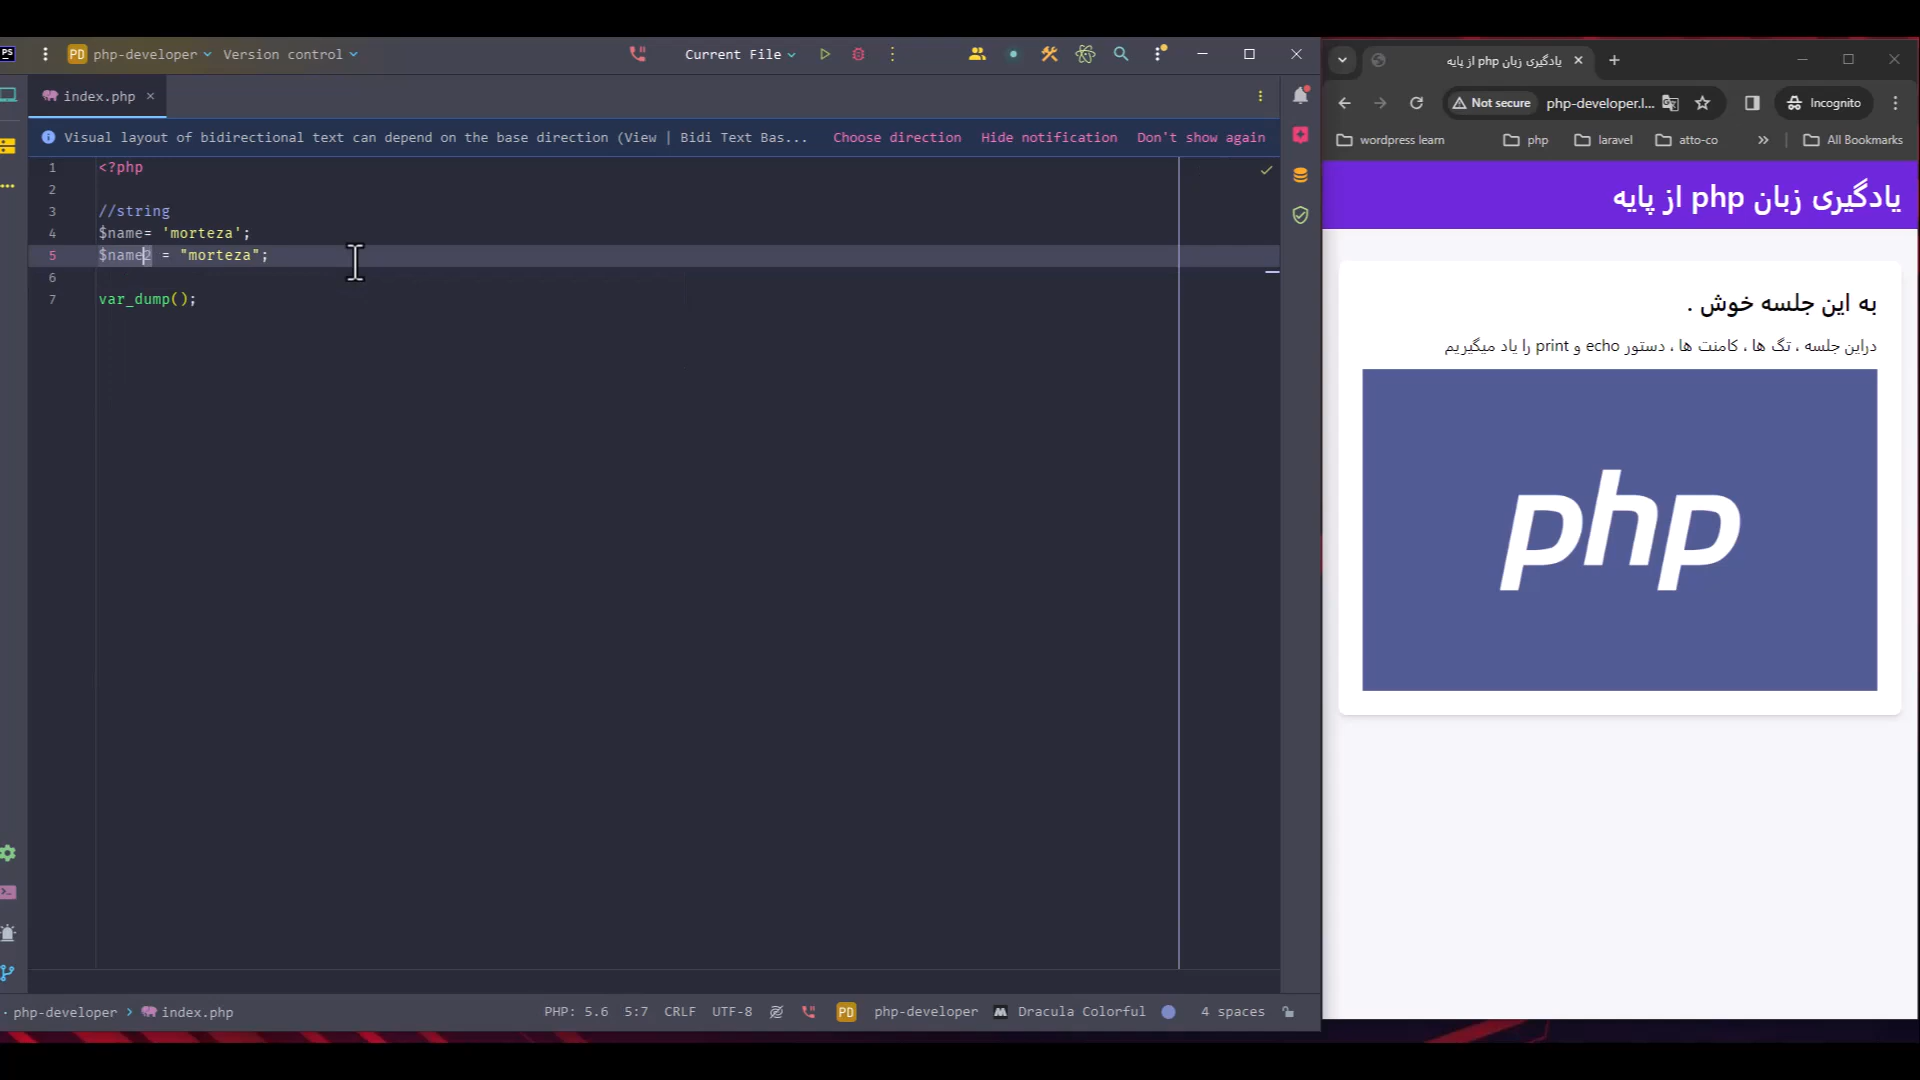 PS
PD php-developer Version control
Current File
index.php
Visual layout of bidirectional text can depend on the base direction (View | Bidi Text Bas... Choose direction Hide notification Don't show again
1 <?php
2
3 //string
4 $name= 'morteza';
5 $name2 = "morteza";
6
7 var_dump();
php-developer > index.php
PHP: 5.6 5:7 CRLF UTF-8 PD php-developer M Dracula Colorful 4 spaces
یادگیری زبان php از پایه
Not secure php-developer.l... Incognito
wordpress learn php laravel atto-co » All Bookmarks
یادگیری زبان php از پایه
به این جلسه خوش .
دراین جلسه ، تگ ها ، کامنت ها ، دستور echo و print را یاد میگیریم
php